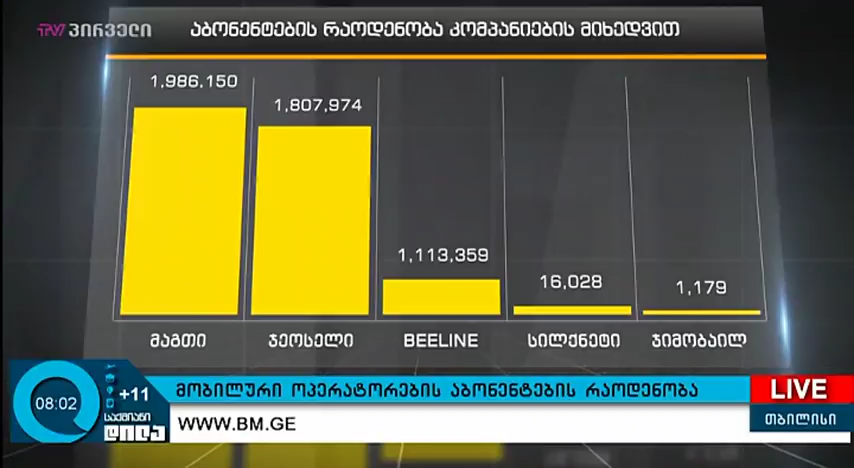 TV ᲞᲘᲠᲕᲔᲚᲘ
ᲐᲑᲝᲜᲔᲜᲢᲔᲑᲘᲡ ᲠᲐᲝᲓᲔᲜᲝᲑᲐ ᲙᲝᲛᲞᲐᲜᲘᲔᲑᲘᲡ ᲛᲘᲮᲔᲓᲕᲘᲗ
1,986,150
1,807,974
1,113,359
16,028
1,179
ᲛᲐᲒᲗᲘ
ᲯᲔᲝᲡᲔᲚᲘ
BEELINE
ᲡᲘᲚᲥᲜᲔᲢᲘ
ᲯᲘᲛᲝᲑᲐᲘᲚ
08:02
+11
ᲡᲐᲥᲛᲘᲐᲜᲘ
ᲓᲘᲚᲐ
ᲛᲝᲑᲘᲚᲣᲠᲘ ᲝᲞᲔᲠᲐᲢᲝᲠᲔᲑᲘᲡ ᲐᲑᲝᲜᲔᲜᲢᲔᲑᲘᲡ ᲠᲐᲝᲓᲔᲜᲝᲑᲐ
WWW.BM.GE
LIVE
ᲗᲑᲘᲚᲘᲡᲘ